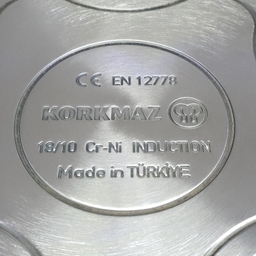 CE EN 12778
KORKMAZ
18/10 Cr-Ni INDUCTION
Made in TÜRKİYE